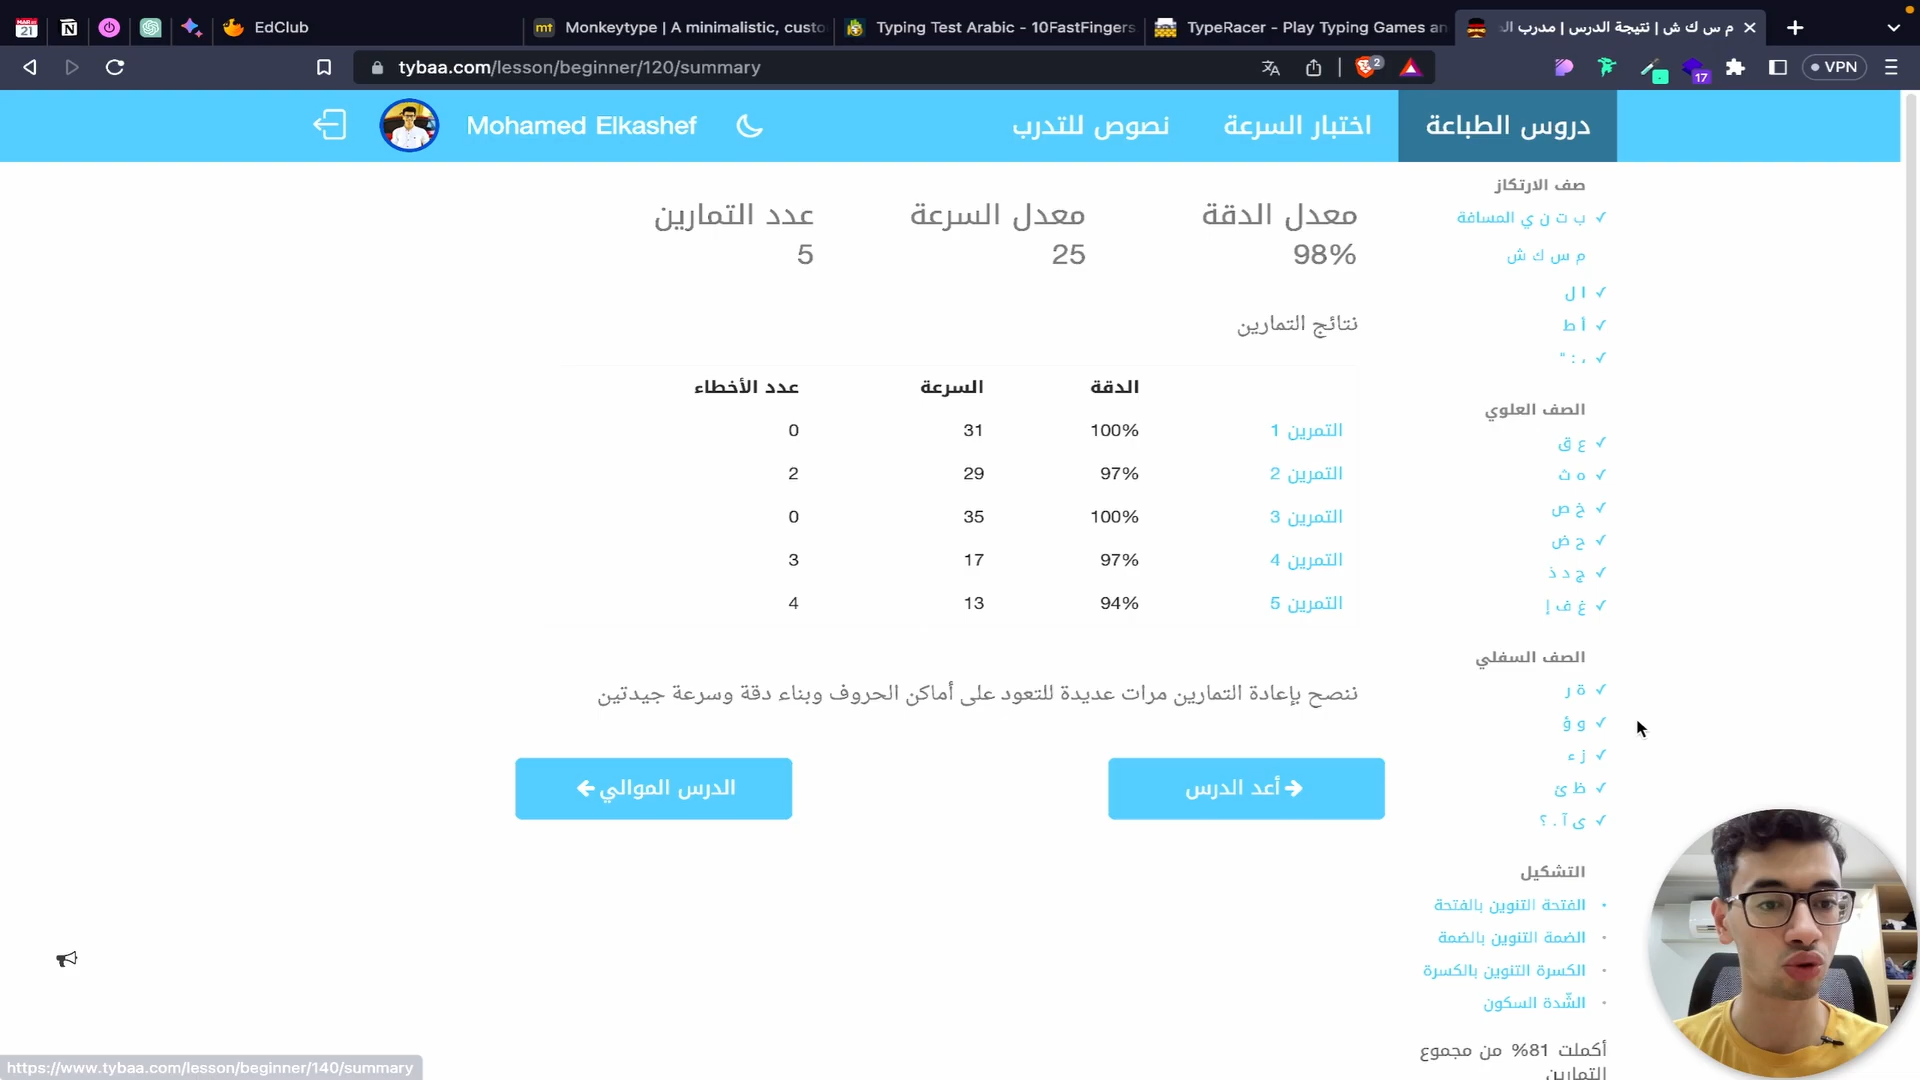 MAR
21
EdClub
Monkeytype | A minimalistic, custo
Typing Test Arabic - 10FastFingers.
TypeRacer - Play Typing Games an
م س ك ش | نتيجة الدرس | مدرب الـ
tybaa.com/lesson/beginner/120/summary
2
17
VPN
دروس الطباعة
اختبار السرعة
نصوص للتدرب
Mohamed Elkashef
صف الارتكاز
ب ت ن ي المسافة
م س ك ش
ا ل
أ ط
، : "
الصف العلوي
ع ق
ه ث
خ ص
ح ض
ج د ذ
غ ف إ
الصف السفلي
ة ر
و ؤ
ز ء
ظ ئ
ى آ . ؟
التشكيل
الفتحة التنوين بالفتحة
الضمة التنوين بالضمة
الكسرة التنوين بالكسرة
الشّدة السكون
أكملت 81% من مجموع
التمارين
معدل الدقة معدل السرعة عدد التمارين
98% 25 5
نتائج التمارين
الدقة السرعة عدد الأخطاء
التمرين 1 100% 31 0
التمرين 2 97% 29 2
التمرين 3 100% 35 0
التمرين 4 97% 17 3
التمرين 5 94% 13 4
ننصح بإعادة التمارين مرات عديدة للتعود على أماكن الحروف وبناء دقة وسرعة جيدتين
أعد الدرس
الدرس الموالي
https://www.tybaa.com/lesson/beginner/140/summary